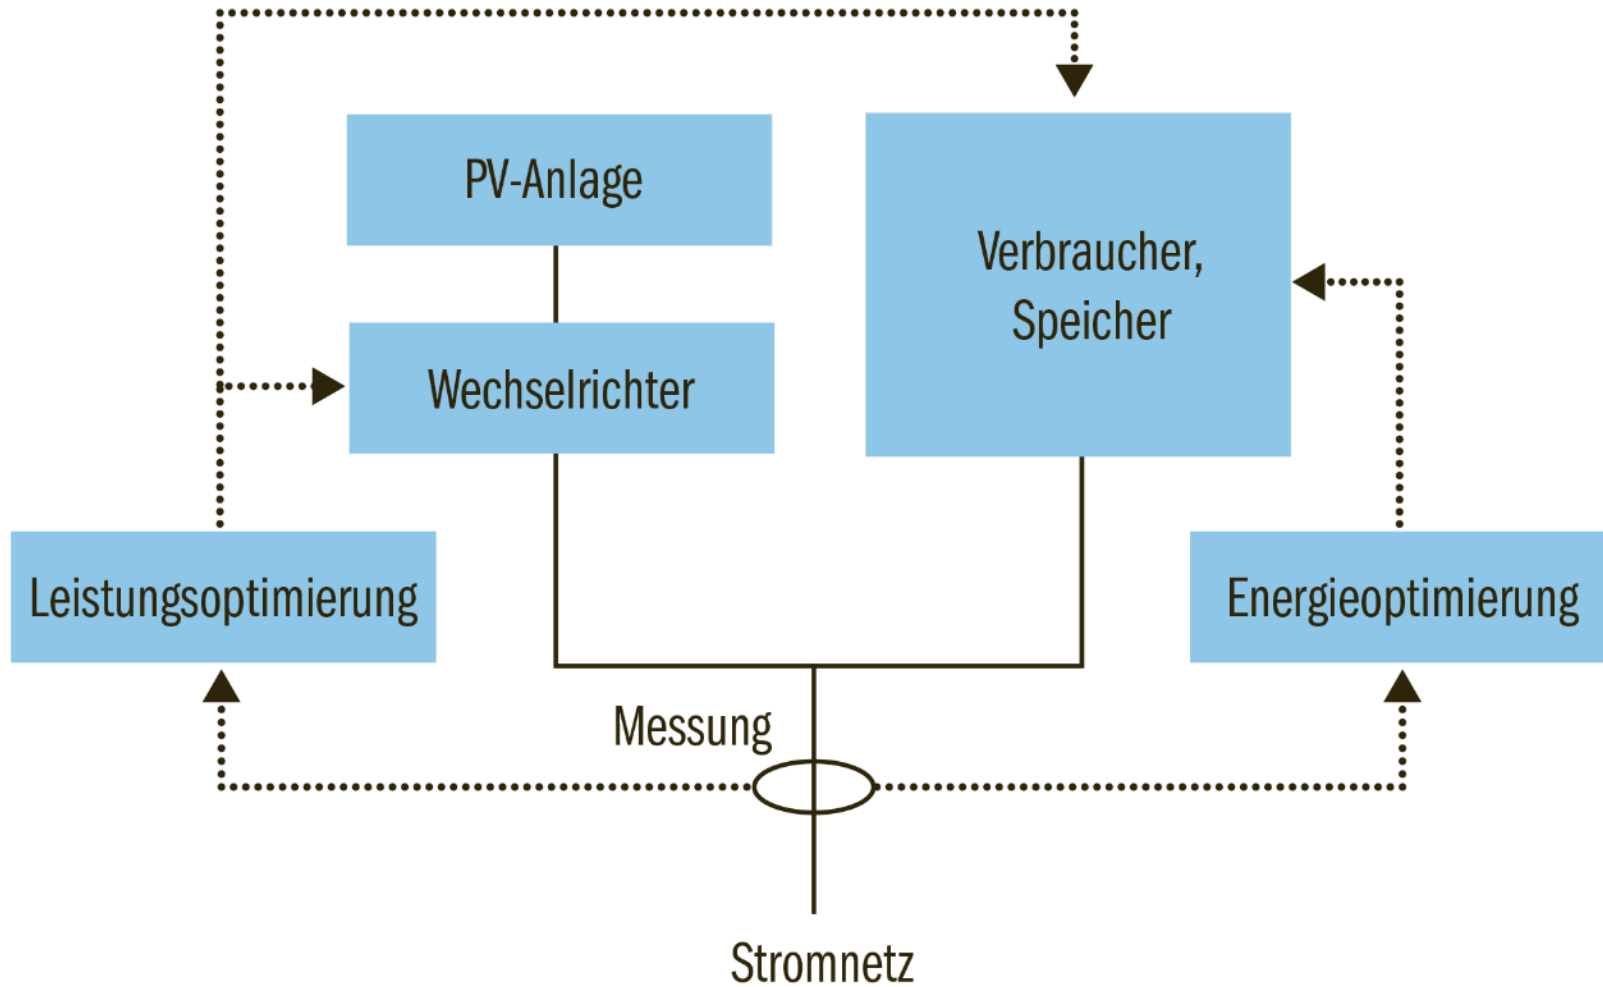 PV-Anlage
Verbraucher,
Speicher
Wechselrichter
Leistungsoptimierung
Energieoptimierung
Messung
Stromnetz